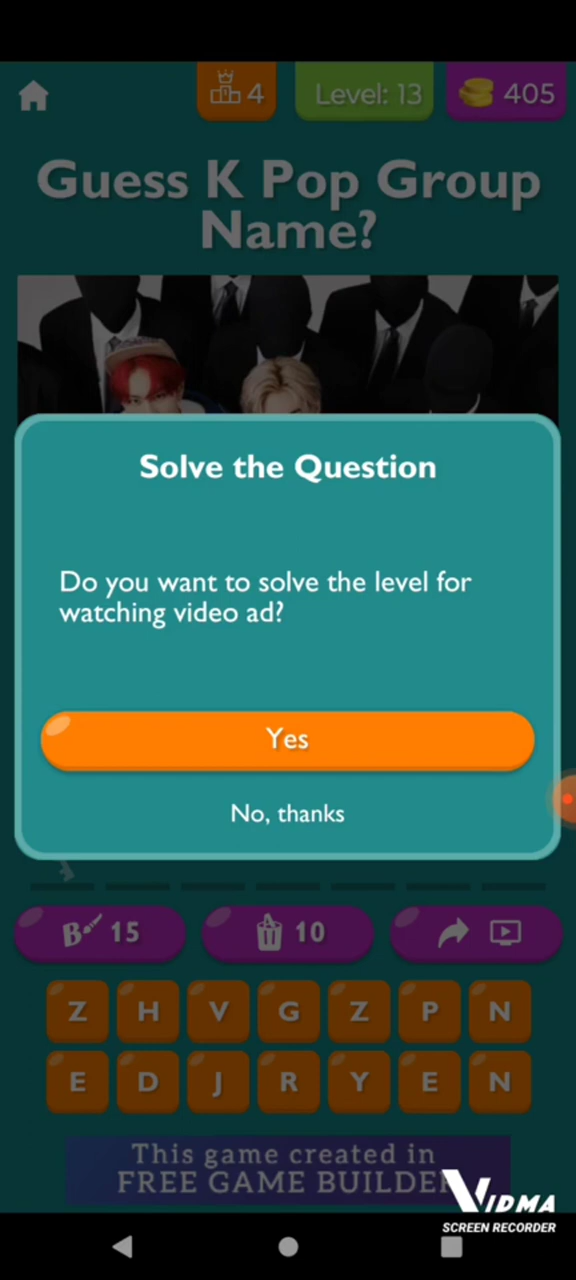 4
Level: 13
405
Guess K Pop Group
Name?
Solve the Question
Do you want to solve the level for
watching video ad?
Yes
No, thanks
B 15
10
Z H V G Z P N
E D J R Y E N
This game created in
FREE GAME BUILDER
VIDMA
SCREEN RECORDER